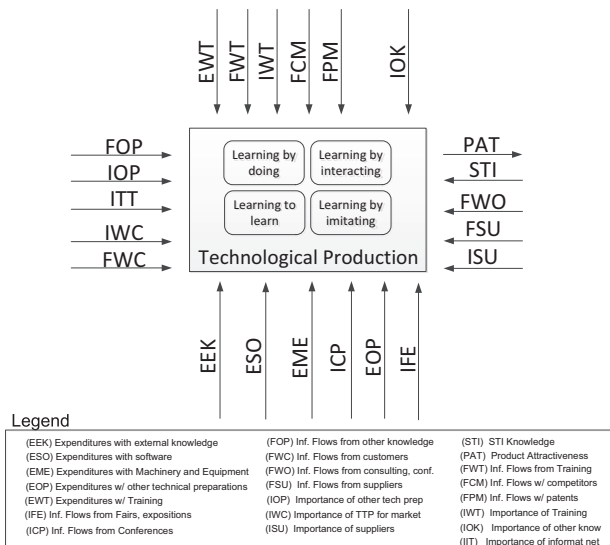 EWT
FWT
IWT
FCM
FPM
IOK
FOP
IOP
ITT
IWC
FWC
Learning by
doing
Learning by
interacting
Learning to
learn
Learning by
imitating
Technological Production
PAT
STI
FWO
FSU
ISU
EEK
ESO
EME
ICP
EOP
IFE
Legend
(EEK) Expenditures with external knowledge
(ESO) Expenditures with software
(EME) Expenditures with Machinery and Equipment
(EOP) Expenditures w/ other technical preparations
(EWT) Expenditures w/ Training
(IFE) Inf. Flows from Fairs, expositions
(ICP) Inf. Flows from Conferences
(FOP) Inf. Flows from other knowledge
(FWC) Inf. Flows from customers
(FWO) Inf. Flows from consulting, conf.
(FSU) Inf. Flows from suppliers
(IOP) Importance of other tech prep
(IWC) Importance of TTP for market
(ISU) Importance of suppliers
(STI) STI Knowledge
(PAT) Product Attractiveness
(FWT) Inf. Flows from Training
(FCM) Inf. Flows w/ competitors
(FPM) Inf. Flows w/ patents
(IWT) Importance of Training
(IOK) Importance of other know
(IIT) Importance of informat net